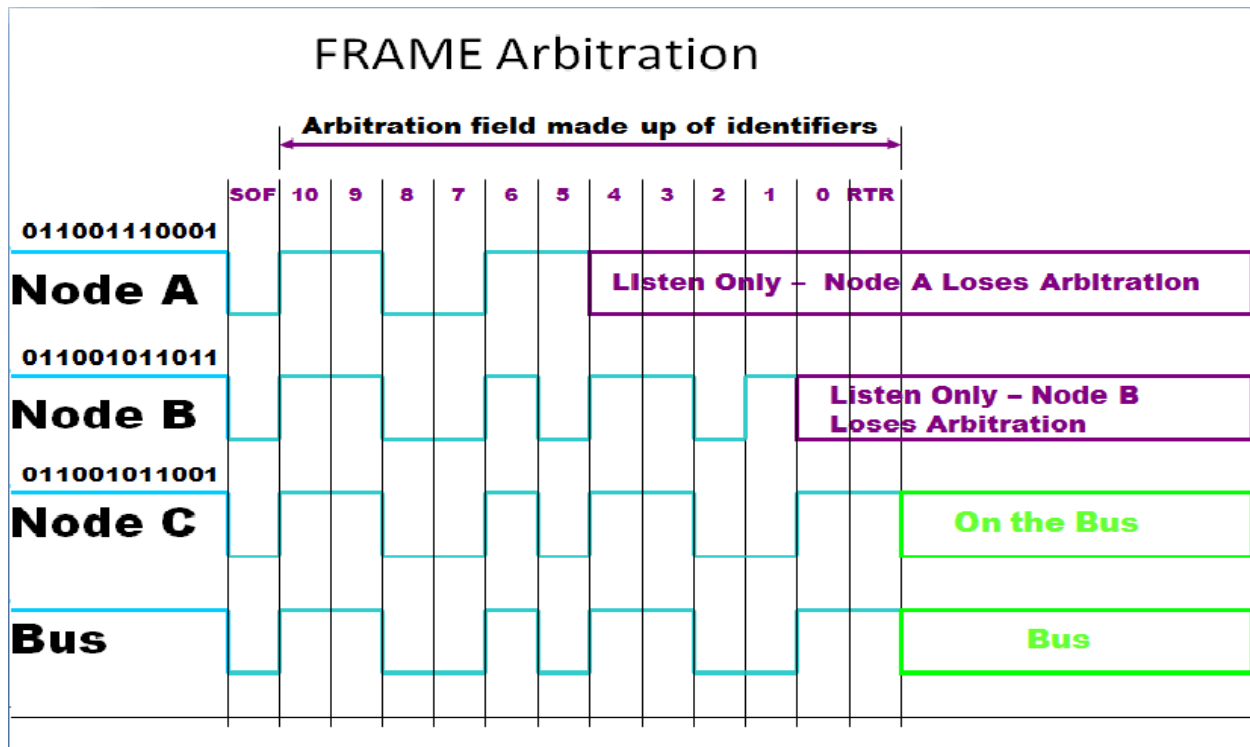 FRAME Arbitration
Arbitration field made up of identifiers
SOF 10 9 8 7 6 5 4 3 2 1 0 RTR
011001110001
Node A
Listen Only – Node A Loses Arbitration
011001011011
Node B
Listen Only – Node B
Loses Arbitration
011001011001
Node C
On the Bus
Bus
Bus